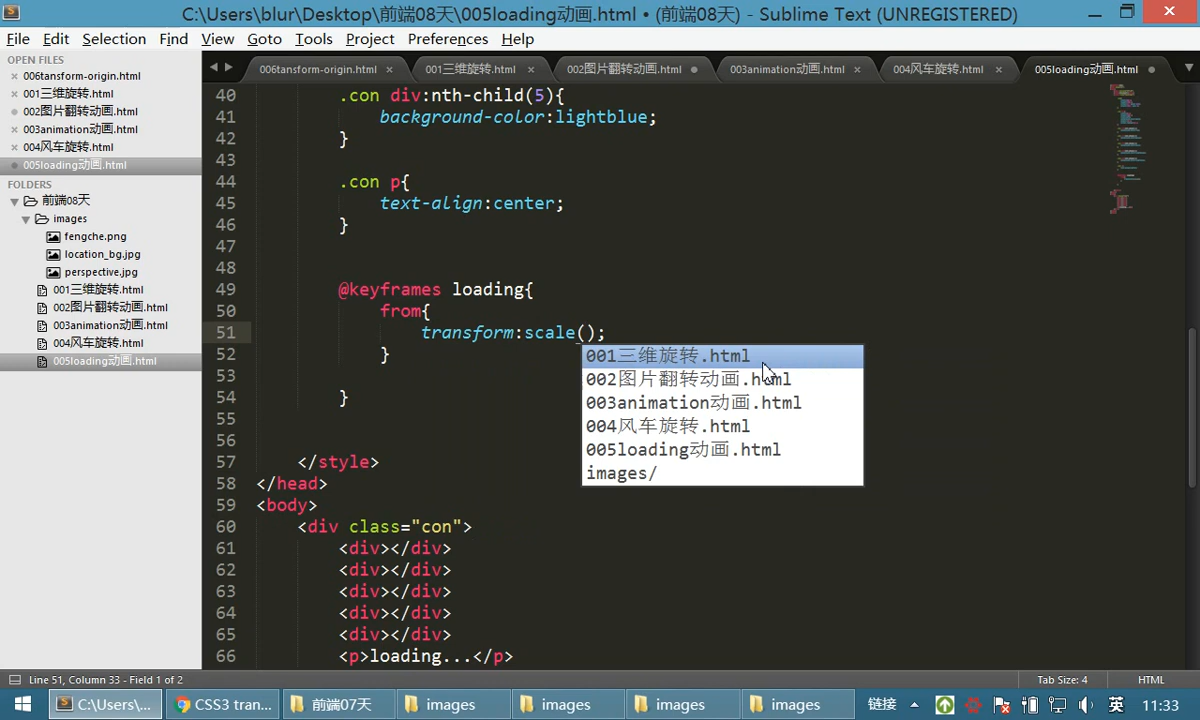 C:\Users\blur\Desktop\前端08天\005loading动画.html • (前端08天) - Sublime Text (UNREGISTERED)
File Edit Selection Find View Goto Tools Project Preferences Help
OPEN FILES
006tansform-origin.html
001三维旋转.html
002图片翻转动画.html
003animation动画.html
004风车旋转.html
005loading动画.html
FOLDERS
前端08天
images
fengche.png
location_bg.jpg
perspective.jpg
001三维旋转.html
002图片翻转动画.html
003animation动画.html
004风车旋转.html
005loading动画.html
006tansform-origin.html 001三维旋转.html 002图片翻转动画.html 003animation动画.html 004风车旋转.html 005loading动画.html
40 .con div:nth-child(5){
41 background-color:lightblue;
42 }
43
44 .con p{
45 text-align:center;
46 }
47
48
49 @keyframes loading{
50 from{
51 transform:scale();
52 }
53
54 }
55
56
57 </style>
58 </head>
59 <body>
60 <div class="con">
61 <div></div>
62 <div></div>
63 <div></div>
64 <div></div>
65 <div></div>
66 <p>loading...</p>
001三维旋转.html
002图片翻转动画.html
003animation动画.html
004风车旋转.html
005loading动画.html
images/
Line 51, Column 33 - Field 1 of 2 Tab Size: 4 HTML
C:\Users\... CSS3 tran... 前端07天 images images images images 链接 英 11:33